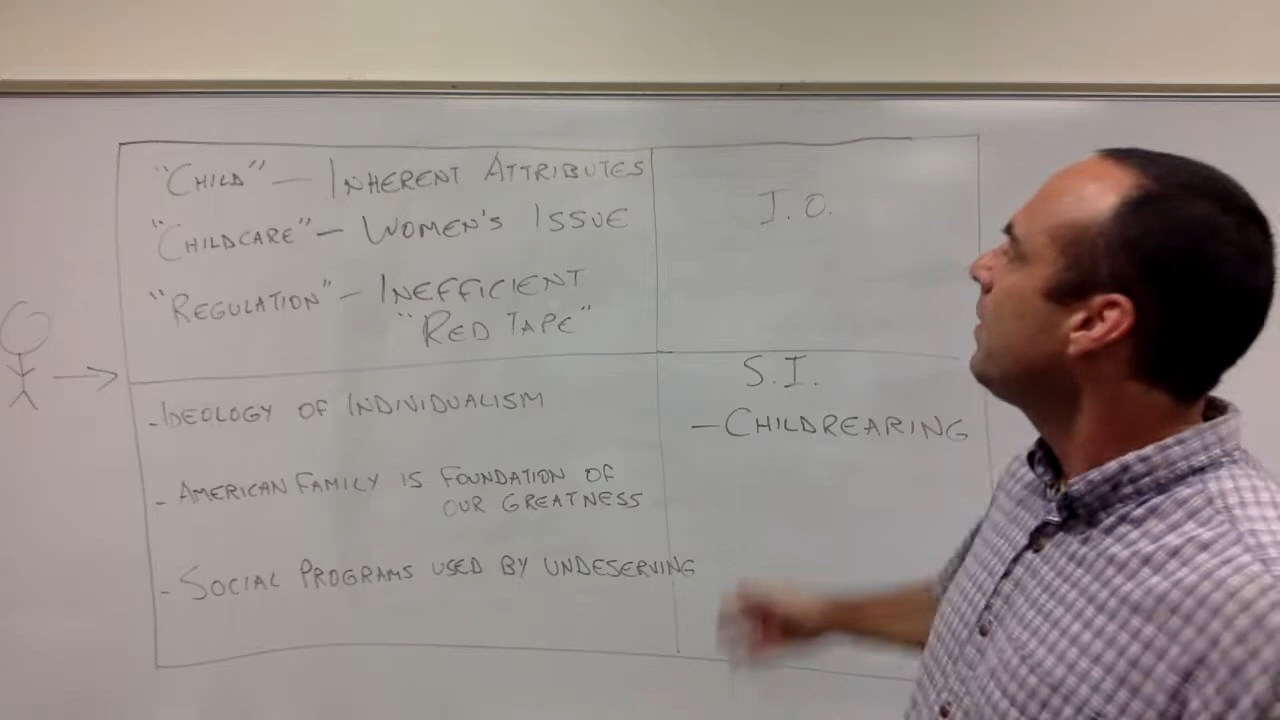 "CHILD" — INHERENT ATTRIBUTES
"CHILDCARE" — WOMEN'S ISSUE
"REGULATION" — INEFFICIENT
"RED TAPE"
I.O.
- IDEOLOGY OF INDIVIDUALISM
- AMERICAN FAMILY IS FOUNDATION OF
OUR GREATNESS
- SOCIAL PROGRAMS USED BY UNDESERVING
S.I.
- CHILDREARING